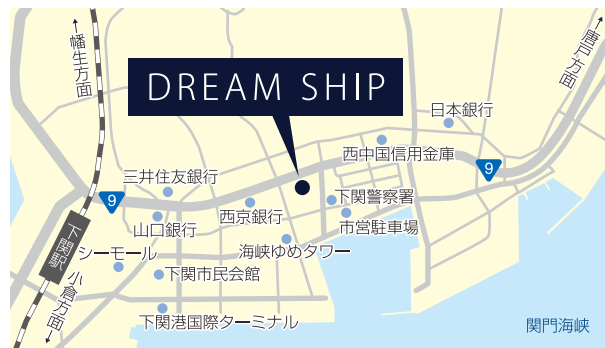 ←幡生方面
唐戸方面→
DREAM SHIP
日本銀行
西中国信用金庫
9
三井住友銀行
9
西京銀行
下関警察署
山口銀行
市営駐車場
下関駅
シーモール
海峡ゆめタワー
下関市民会館
小倉方面→
下関港国際ターミナル
関門海峡